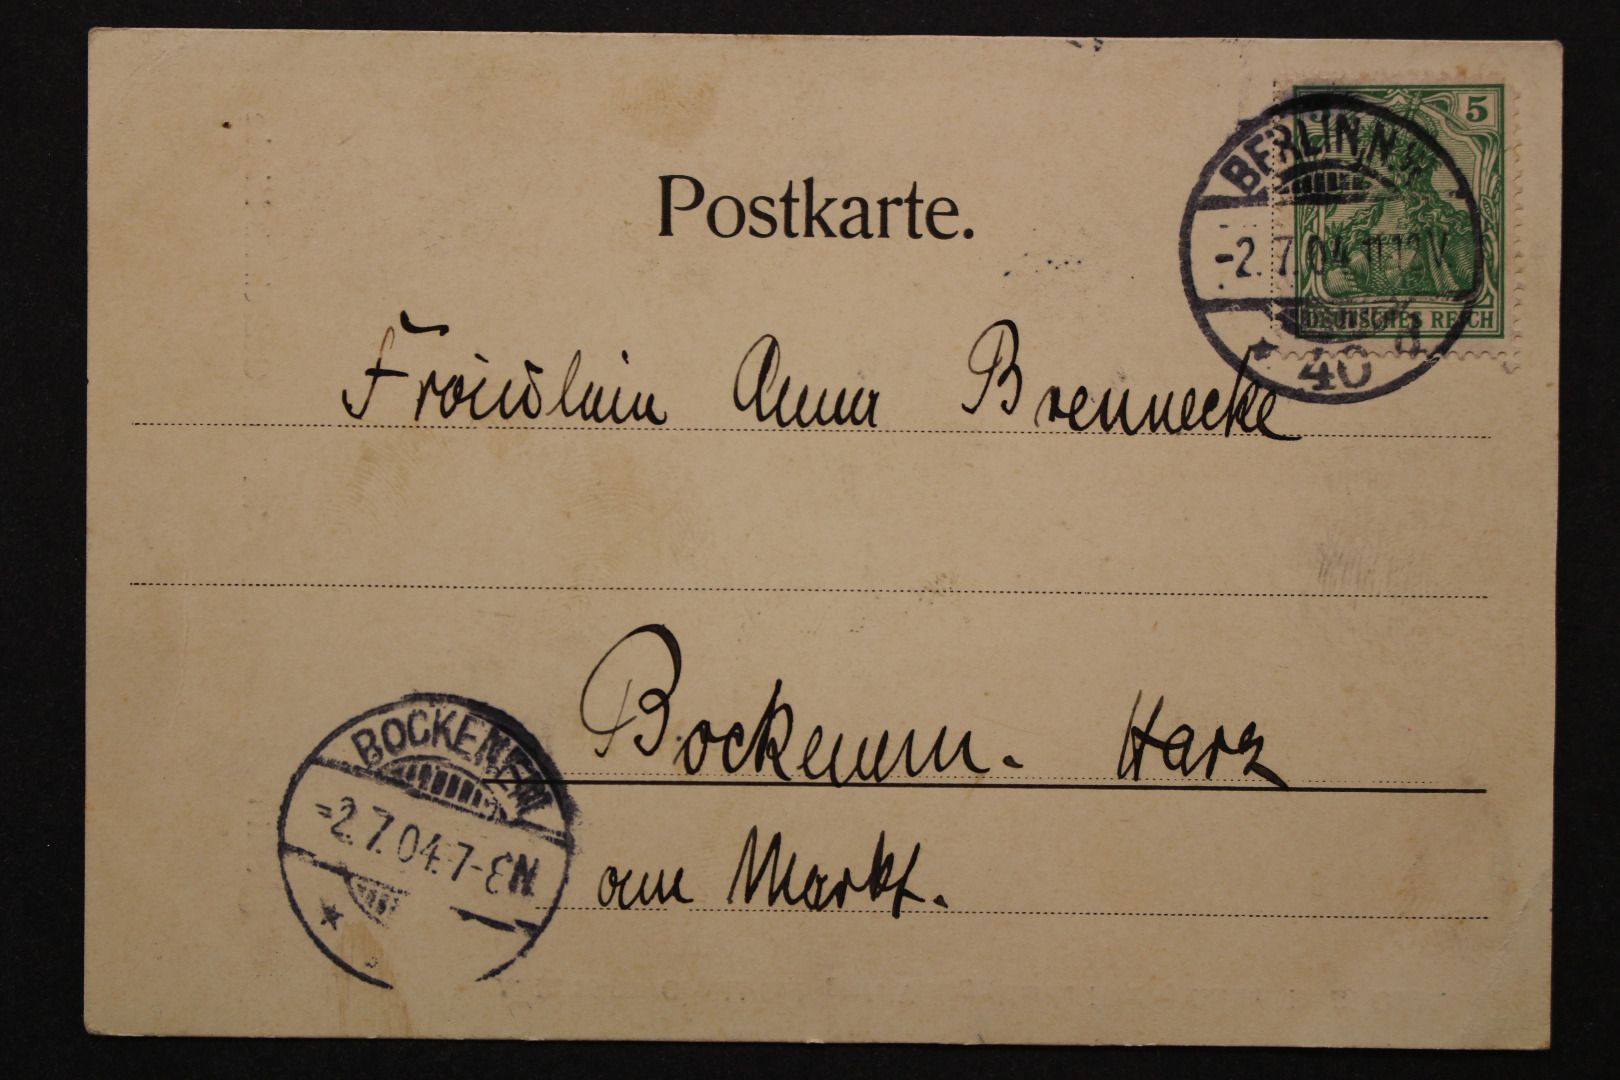 Postkarte.
5
DEUTSCHES REICH
BERLIN, N.W.
-2.7.04.11-12V.
* 40 d
Fräulein Anna Brennecke
Bockenem. Harz
am Markt.
BOCKENEM
=2.7.04.7-8N.
*